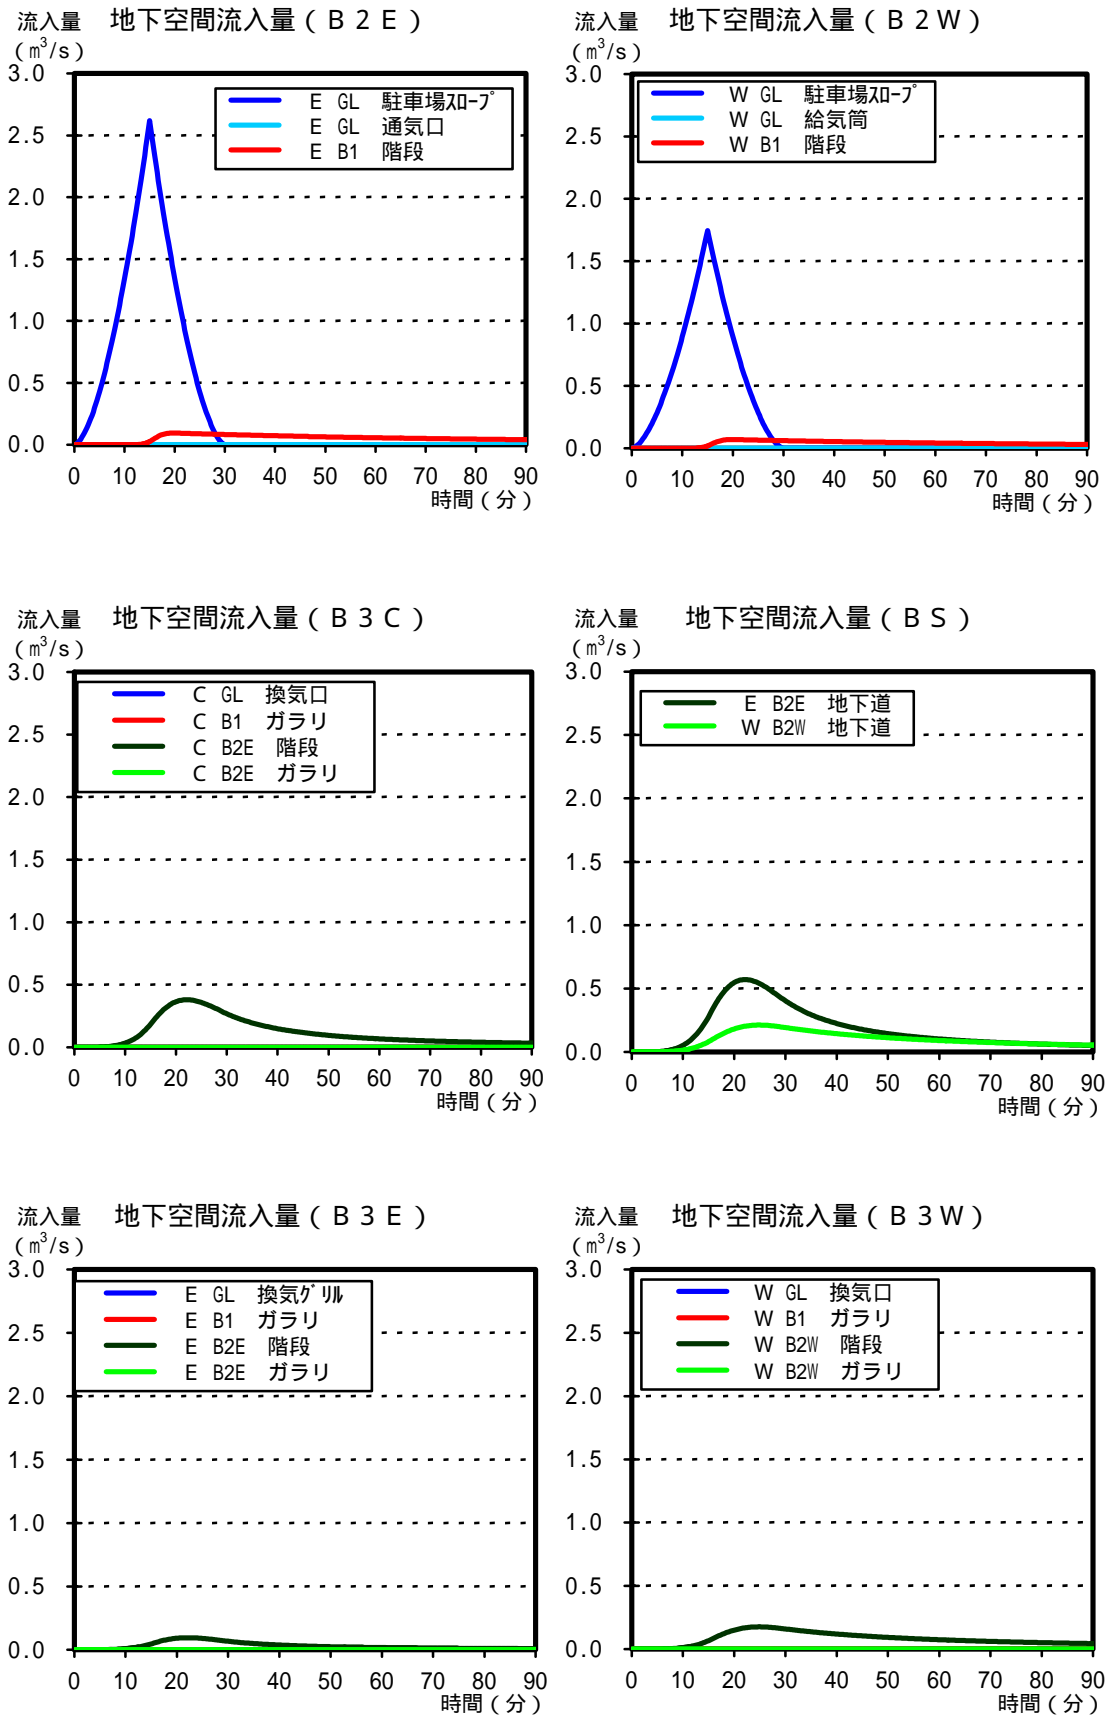 流入量 地下空間流入量(B2E)
(m³/s)
3.0
2.5
2.0
1.5
1.0
0.5
0.0
E GL 駐車場スロープ
E GL 通気口
E B1 階段
0 10 20 30 40 50 60 70 80 90
時間(分)
流入量 地下空間流入量(B2W)
(m³/s)
3.0
2.5
2.0
1.5
1.0
0.5
0.0
W GL 駐車場スロープ
W GL 給気筒
W B1 階段
0 10 20 30 40 50 60 70 80 90
時間(分)
流入量 地下空間流入量(B3C)
(m³/s)
3.0
2.5
2.0
1.5
1.0
0.5
0.0
C GL 換気口
C B1 ガラリ
C B2E 階段
C B2E ガラリ
0 10 20 30 40 50 60 70 80 90
時間(分)
流入量 地下空間流入量(BS)
(m³/s)
3.0
2.5
2.0
1.5
1.0
0.5
0.0
E B2E 地下道
W B2W 地下道
0 10 20 30 40 50 60 70 80 90
時間(分)
流入量 地下空間流入量(B3E)
(m³/s)
3.0
2.5
2.0
1.5
1.0
0.5
0.0
E GL 換気グリル
E B1 ガラリ
E B2E 階段
E B2E ガラリ
0 10 20 30 40 50 60 70 80 90
時間(分)
流入量 地下空間流入量(B3W)
(m³/s)
3.0
2.5
2.0
1.5
1.0
0.5
0.0
W GL 換気口
W B1 ガラリ
W B2W 階段
W B2W ガラリ
0 10 20 30 40 50 60 70 80 90
時間(分)